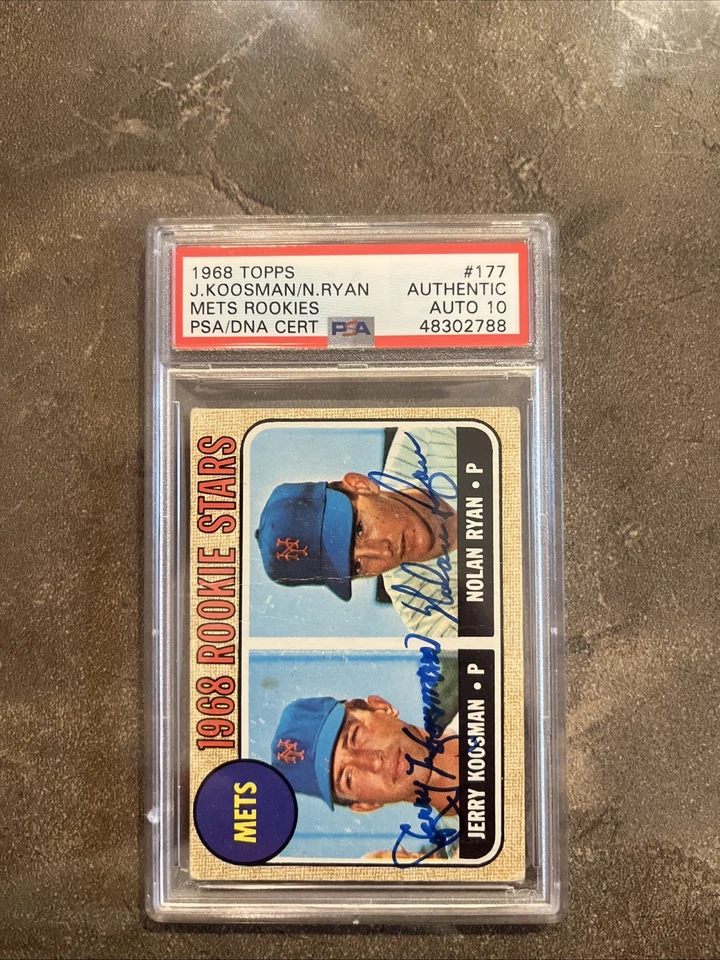 1968 TOPPS #177
J.KOOSMAN/N.RYAN AUTHENTIC
METS ROOKIES AUTO 10
PSA/DNA CERT PSA 48302788
1968 ROOKIE STARS
METS
JERRY KOOSMAN • P
NOLAN RYAN • P
Jerry Koosman
Nolan Ryan